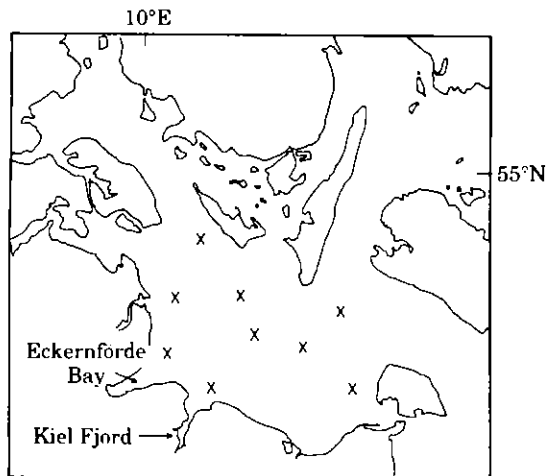 10°E
55°N
x
x x
x
x
x x
x x
Eckernförde
Bay
Kiel Fjord